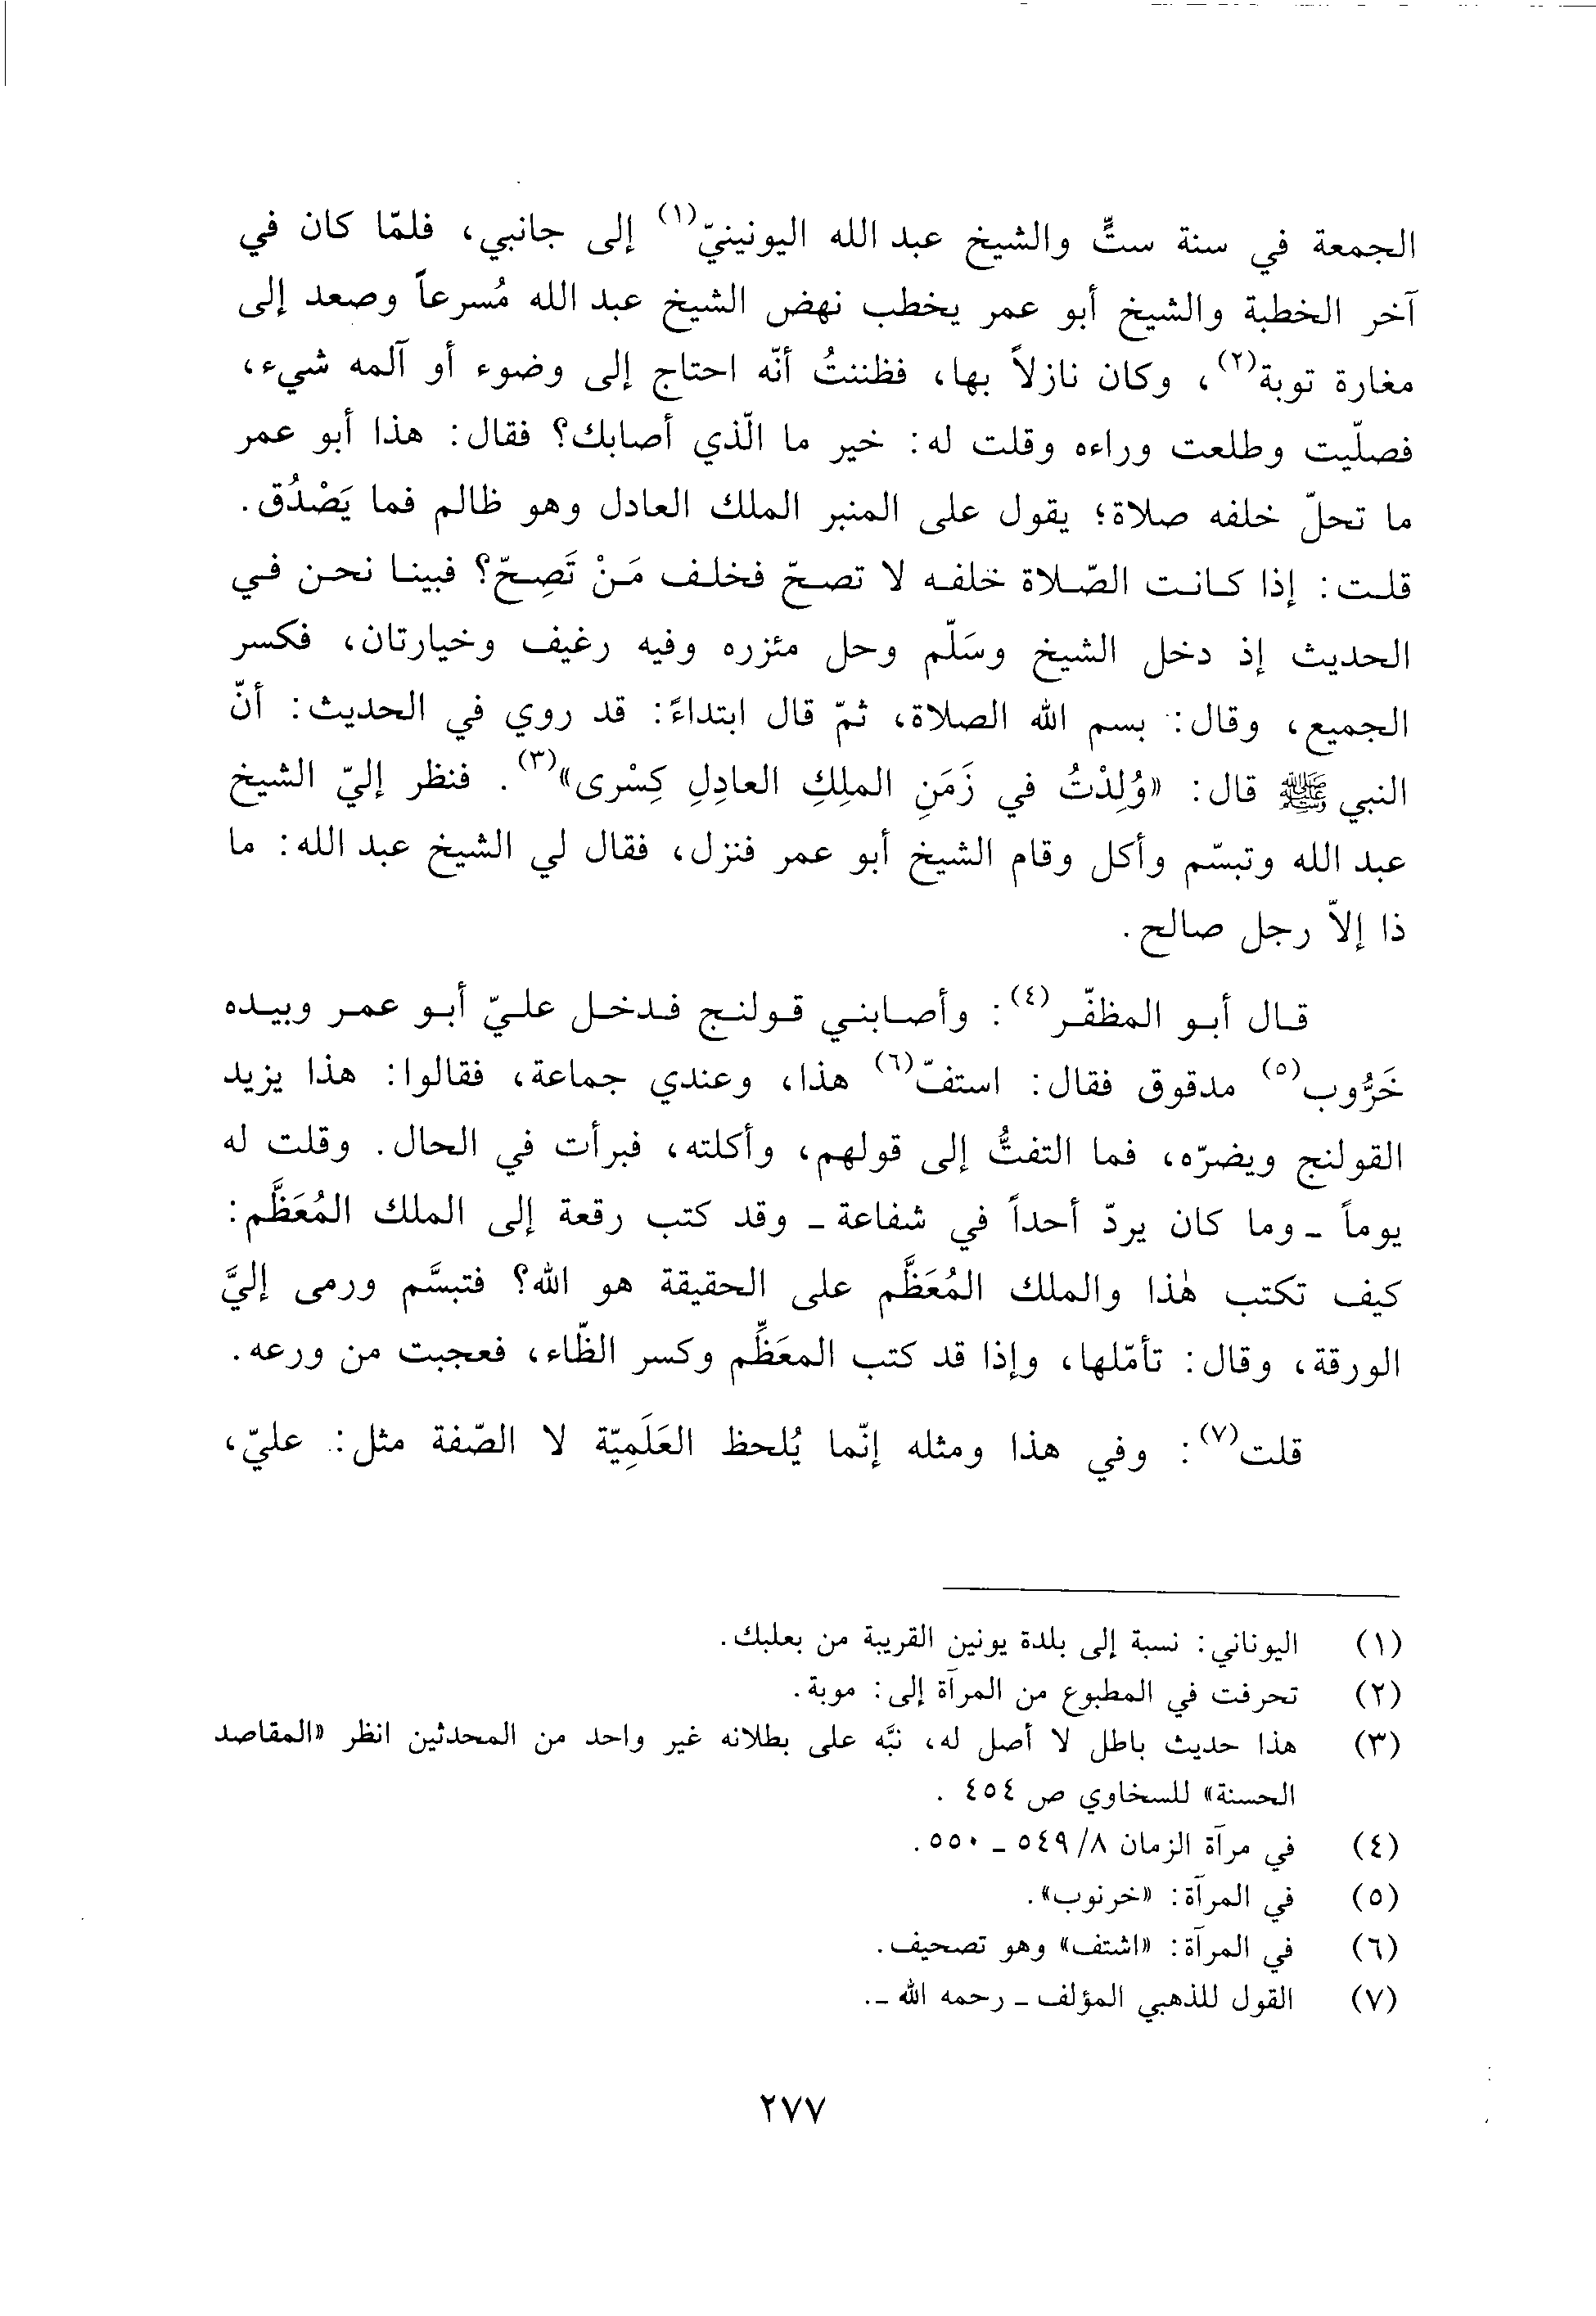 الجمعة في سنة ستٍّ والشيخ عبد الله اليونينيّ(١) إلى جانبي، فلمّا كان في
آخر الخطبة والشيخ أبو عمر يخطب نهض الشيخ عبد الله مُسرعاً وصعد إلى
مغارة توبة(٢)، وكان نازلاً بها، فظننتُ أنّه احتاج إلى وضوء أو آلمه شيء،
فصلّيت وطلعت وراءه وقلت له: خير ما الّذي أصابك؟ فقال: هذا أبو عمر
ما تحلّ خلفه صلاة؛ يقول على المنبر الملك العادل وهو ظالم فما يَصْدُق.
قلت: إذا كانت الصّلاة خلفه لا تصحّ فخلف مَنْ تَصِحّ؟ فبينا نحن في
الحديث إذ دخل الشيخ وسَلّم وحل مئزره وفيه رغيف وخيارتان، فكسر
الجميع، وقال: بسم الله الصلاة، ثمّ قال ابتداءً: قد روي في الحديث: أنّ
النبي ﷺ قال: «وُلِدْتُ في زَمَنِ الملِكِ العادِلِ كِسْرى»(٣). فنظر إليّ الشيخ
عبد الله وتبسّم وأكل وقام الشيخ أبو عمر فنزل، فقال لي الشيخ عبد الله: ما
ذا إلاّ رجل صالح.
قال أبو المظفّر(٤): وأصابني قولنج فدخل عليّ أبو عمر وبيده
خَرُّوب(٥) مدقوق فقال: استفّ(٦) هذا، وعندي جماعة، فقالوا: هذا يزيد
القولنج ويضرّه، فما التفتُّ إلى قولهم، وأكلته، فبرأت في الحال. وقلت له
يوماً ـ وما كان يردّ أحداً في شفاعة ـ وقد كتب رقعة إلى الملك المُعَظَّم:
كيف تكتب هٰذا والملك المُعَظَّم على الحقيقة هو الله؟ فتبسَّم ورمى إليَّ
الورقة، وقال: تأمّلها، وإذا قد كتب المعَظِّم وكسر الظّاء، فعجبت من ورعه.
قلت(٧): وفي هذا ومثله إنّما يُلحظ العَلَمِيّة لا الصّفة مثل: عليّ،
(١) اليوناني: نسبة إلى بلدة يونين القريبة من بعلبك.
(٢) تحرفت في المطبوع من المرآة إلى: موبة.
(٣) هذا حديث باطل لا أصل له، نبَّه على بطلانه غير واحد من المحدثين انظر «المقاصد
الحسنة» للسخاوي ص ٤٥٤ .
(٤) في مرآة الزمان ٨/ ٥٤٩ ـ ٥٥٠.
(٥) في المرآة: «خرنوب».
(٦) في المرآة: «اشتف» وهو تصحيف.
(٧) القول للذهبي المؤلف ـ رحمه الله ـ.
٢٧٧